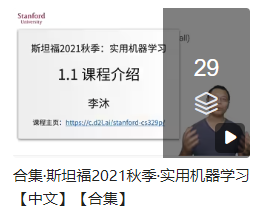 Stanford
University
斯坦福2021秋季：实用机器学习
1.1 课程介绍
李沐
课程主页：https://c.d2l.ai/stanford-cs329p/
29
合集·斯坦福2021秋季·实用机器学习
【中文】【合集】